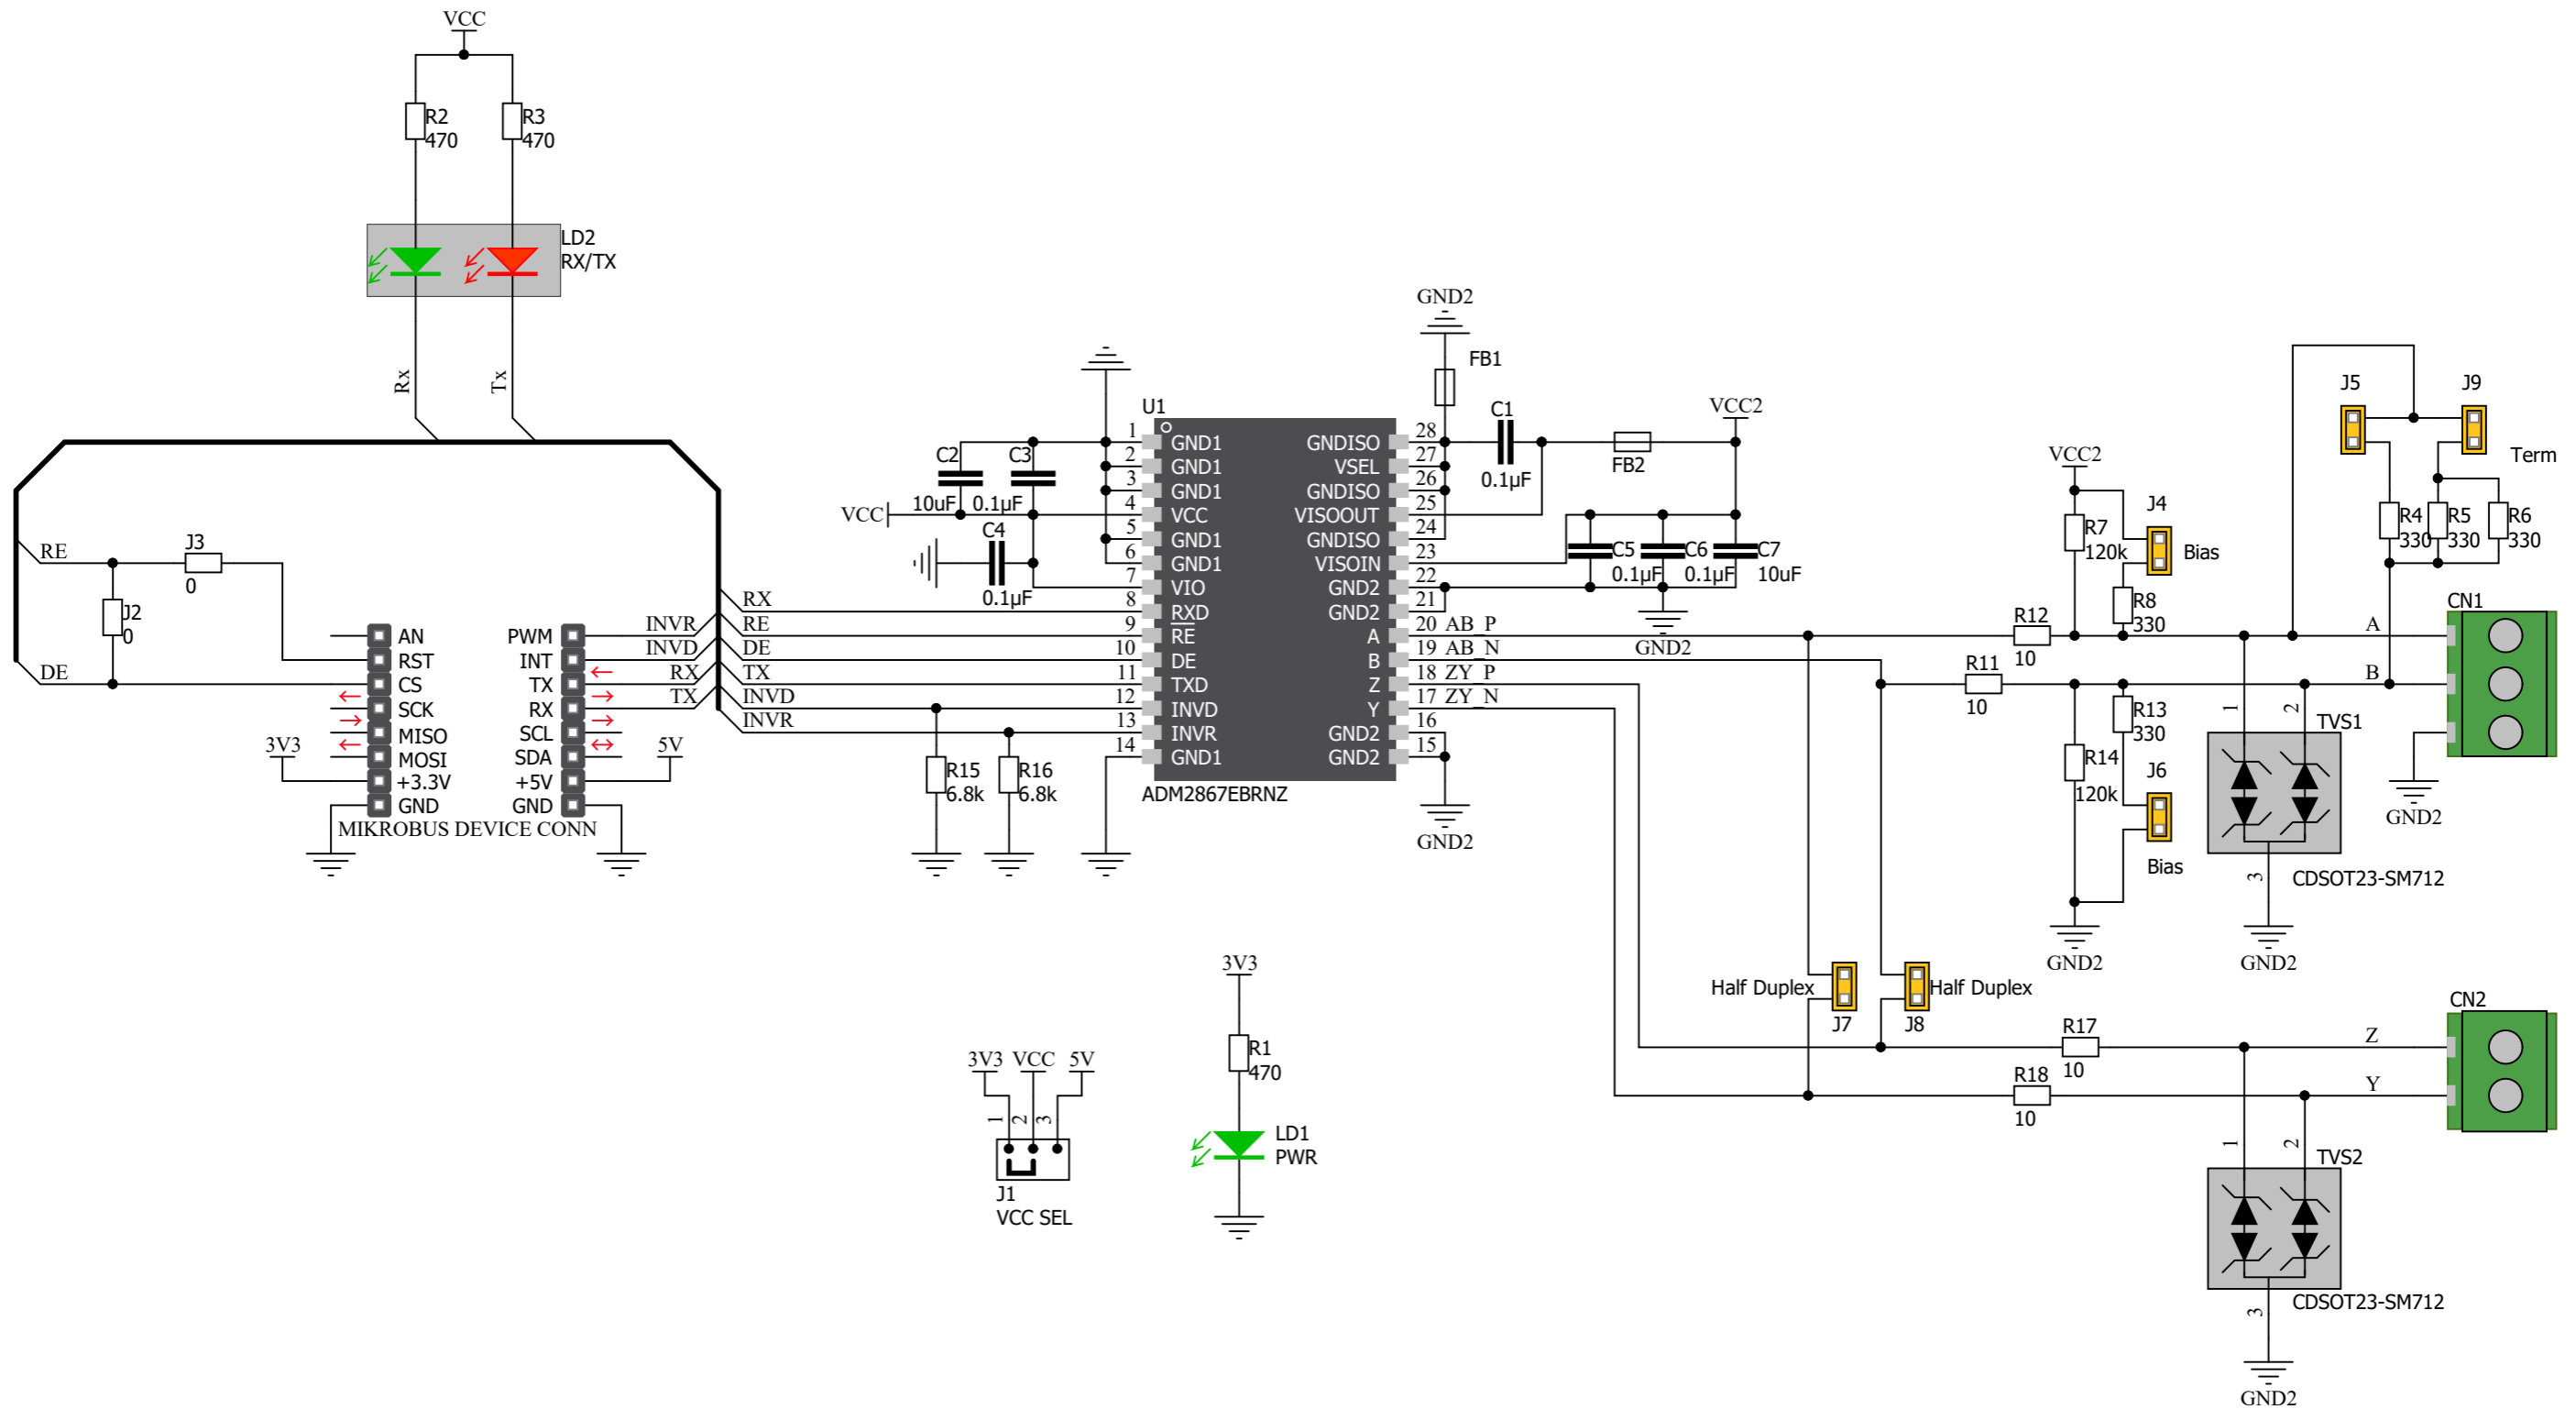 VCC
R2
470
R3
470
LD2
RX/TX
Rx
Tx
RE
J3
0
J2
0
DE
AN
RST
CS
SCK
MISO
MOSI
+3.3V
GND
PWM
INT
TX
RX
SCL
SDA
+5V
GND
3V3
5V
MIKROBUS DEVICE CONN
INVR
INVD
RX
TX
RX
RE
DE
TX
INVD
INVR
VCC
C2
10uF
C3
0.1µF
C4
0.1µF
R15
6.8k
R16
6.8k
U1
1 GND1
2 GND1
3 GND1
4 VCC
5 GND1
6 GND1
7 VIO
8 RXD
9 RE
10 DE
11 TXD
12 INVD
13 INVR
14 GND1
GNDISO 28
VSEL 27
GNDISO 26
VISOOUT 25
GNDISO 24
VISOIN 23
GND2 22
GND2 21
A 20 AB_P
B 19 AB_N
Z 18 ZY_P
Y 17 ZY_N
GND2 16
GND2 15
ADM2867EBRNZ
GND2
FB1
C1
0.1µF
FB2
VCC2
C5
0.1µF
C6
0.1µF
C7
10uF
GND2
GND2
VCC2
R7
120k
J4
Bias
R8
330
R12
10
R11
10
R13
330
R14
120k
J6
Bias
GND2
J5
J9
Term
R4
330
R5
330
R6
330
CN1
A
B
GND2
1
2
TVS1
3
CDSOT23-SM712
GND2
Half Duplex
J7
Half Duplex
J8
R17
10
R18
10
CN2
Z
Y
1
2
TVS2
3
CDSOT23-SM712
GND2
3V3
R1
470
LD1
PWR
3V3 VCC 5V
1 2 3
J1
VCC SEL